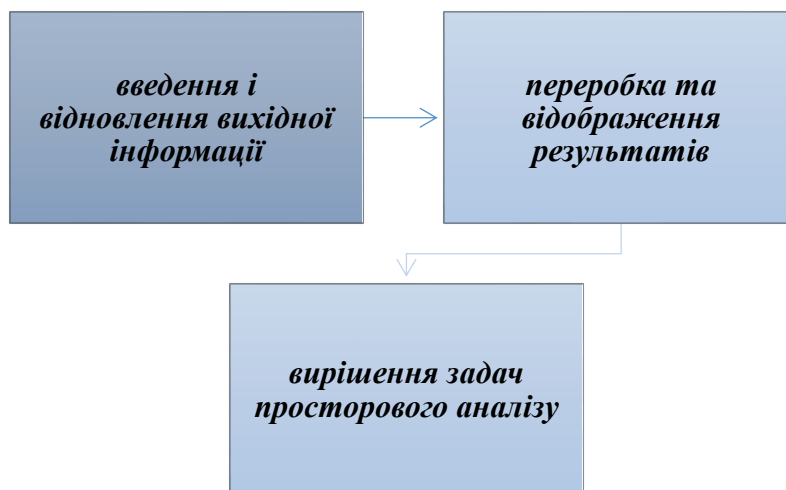 введення і
відновлення вихідної
інформації
переробка та
відображення
результатів
вирішення задач
просторового аналізу